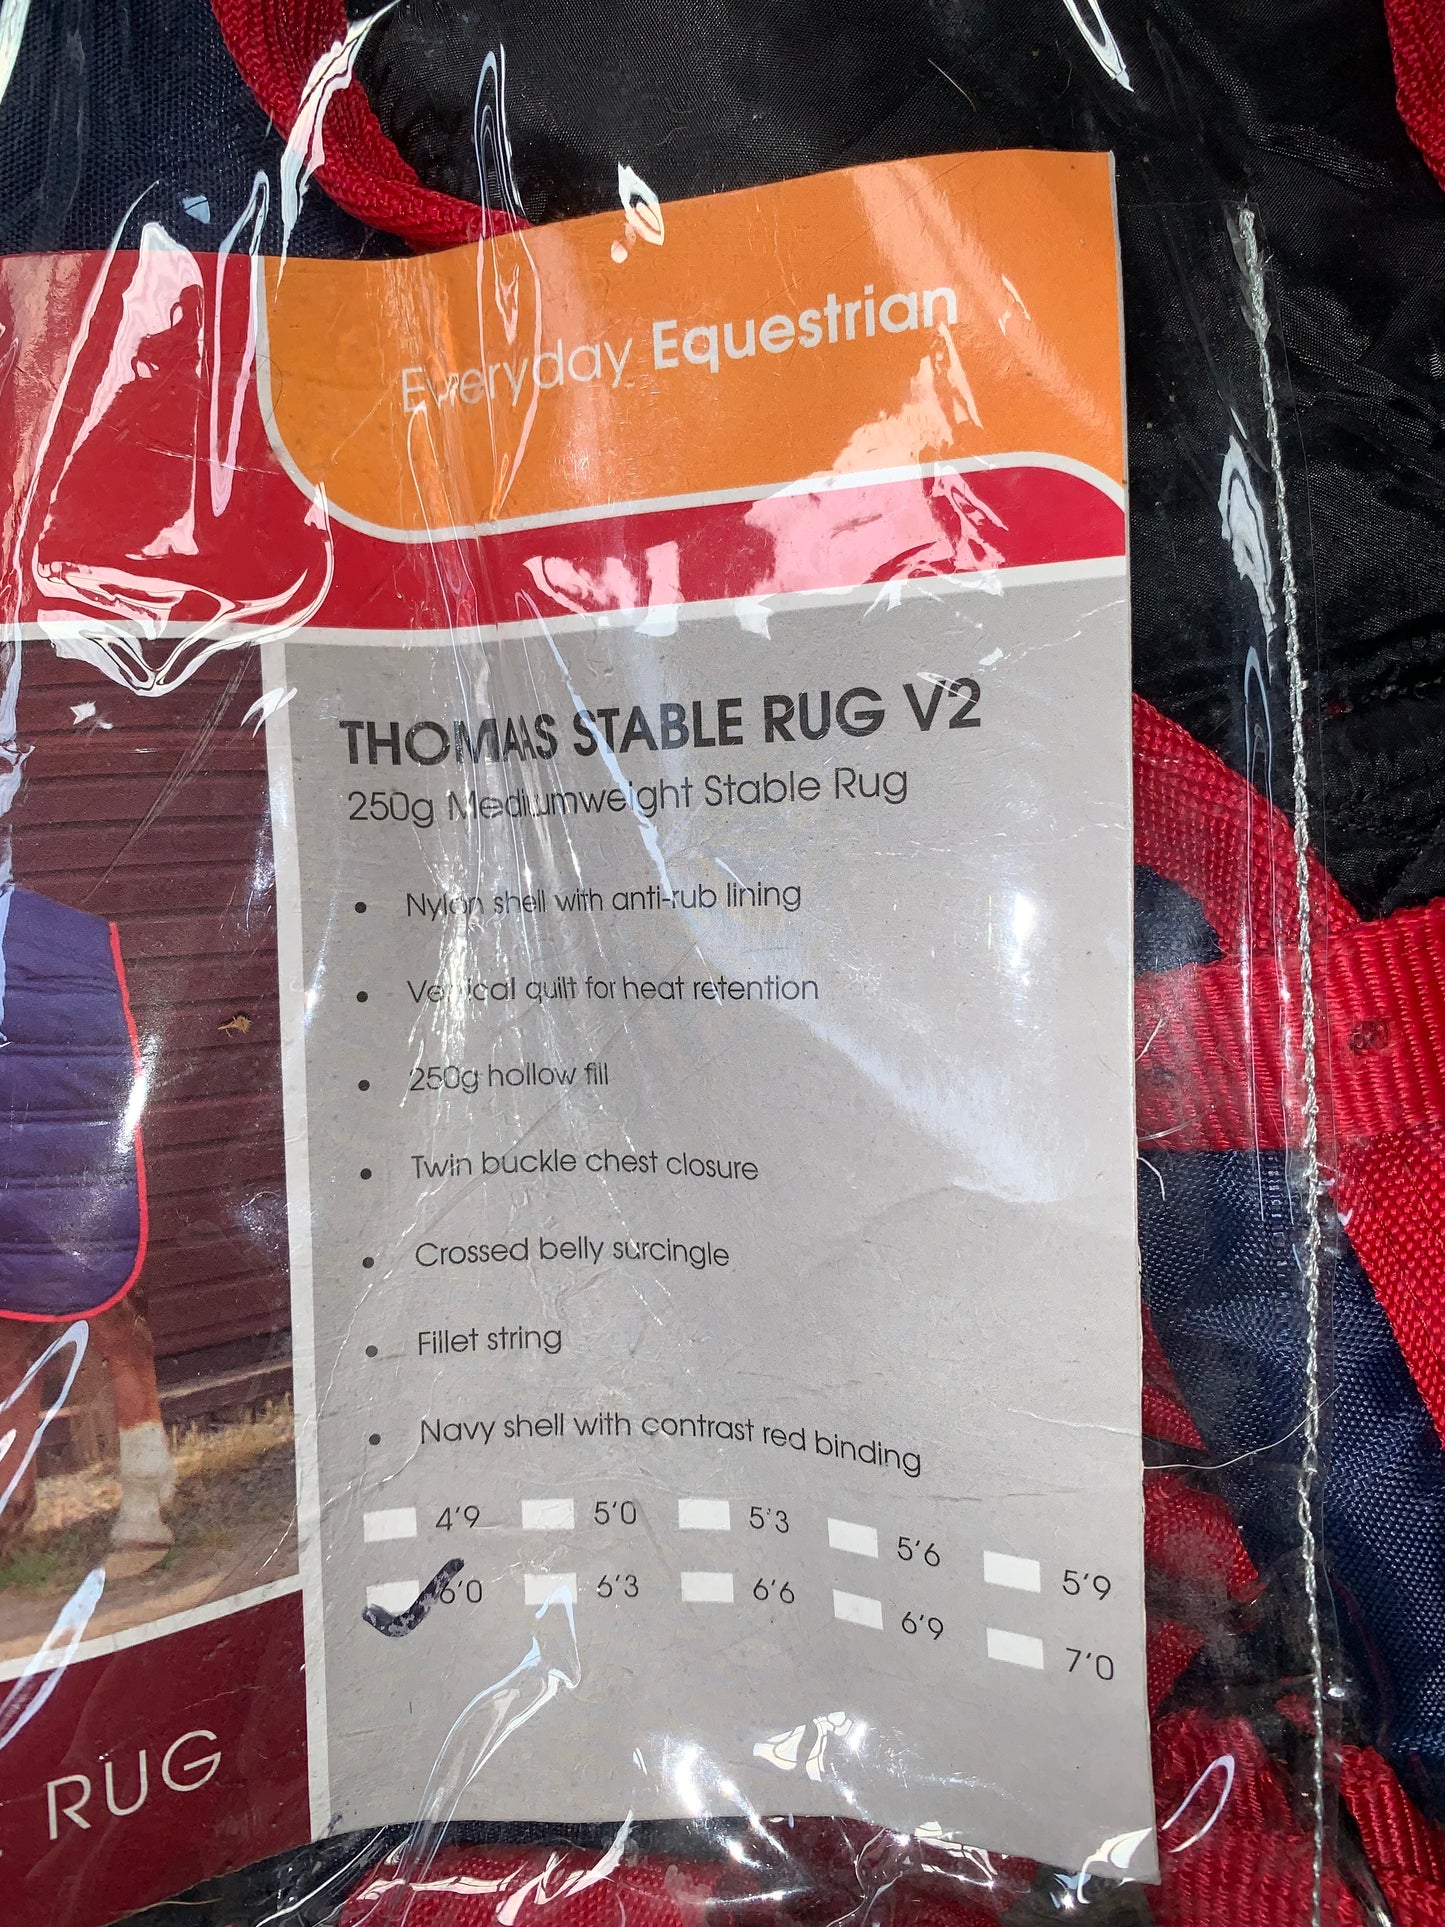 Everyday Equestrian
THOMAS STABLE RUG V2
250g Mediumweight Stable Rug
• Nylon shell with anti-rub lining
• Vertical quilt for heat retention
• 250g hollow fill
• Twin buckle chest closure
• Crossed belly surcingle
• Fillet string
• Navy shell with contrast red binding
4'9 5'0 5'3 5'6 5'9
6'0 6'3 6'6 6'9 7'0
RUG